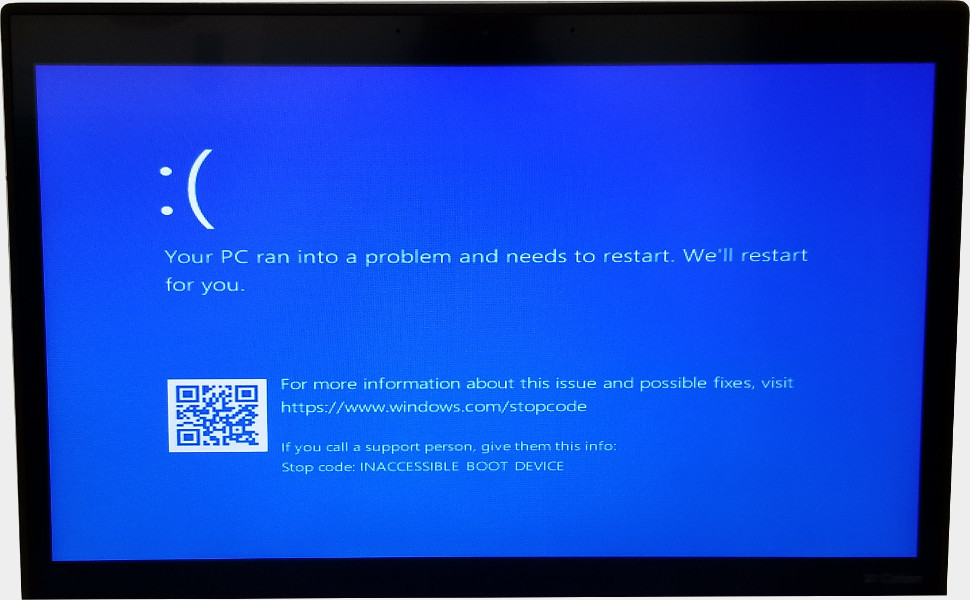 :(
Your PC ran into a problem and needs to restart. We'll restart
for you.
For more information about this issue and possible fixes, visit
https://www.windows.com/stopcode
If you call a support person, give them this info:
Stop code: INACCESSIBLE BOOT DEVICE